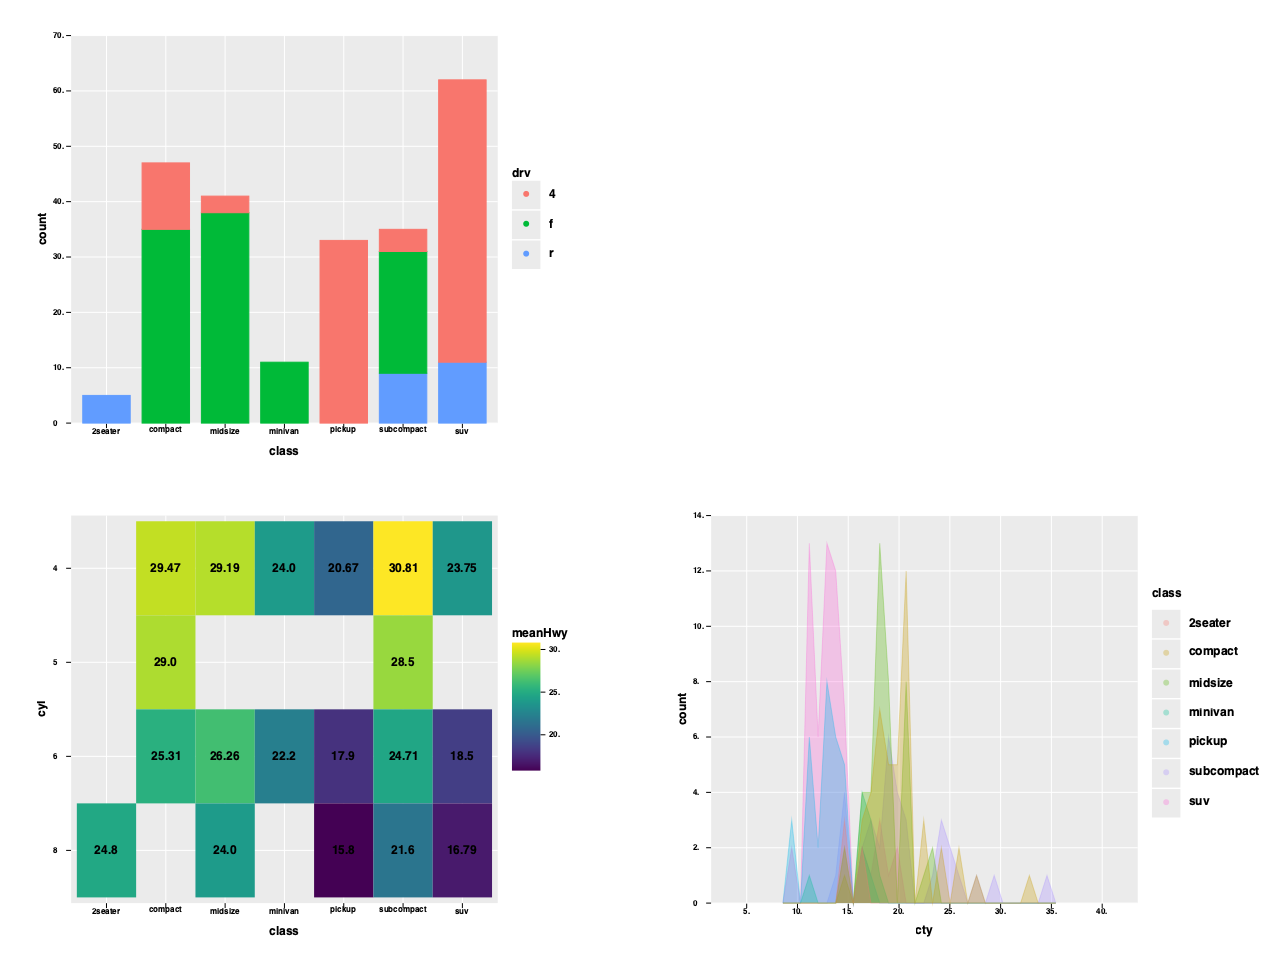 70.
60.
50.
40.
30.
20.
10.
0
count
2seater compact midsize minivan pickup subcompact suv
class
drv
4
f
r
4
5
6
8
cyl
29.47 29.19 24.0 20.67 30.81 23.75
29.0 28.5
25.31 26.26 22.2 17.9 24.71 18.5
24.8 24.0 15.8 21.6 16.79
2seater compact midsize minivan pickup subcompact suv
class
meanHwy
30.
25.
20.
14.
12.
10.
8.
6.
4.
2.
0
count
5. 10. 15. 20. 25. 30. 35. 40.
cty
class
2seater
compact
midsize
minivan
pickup
subcompact
suv